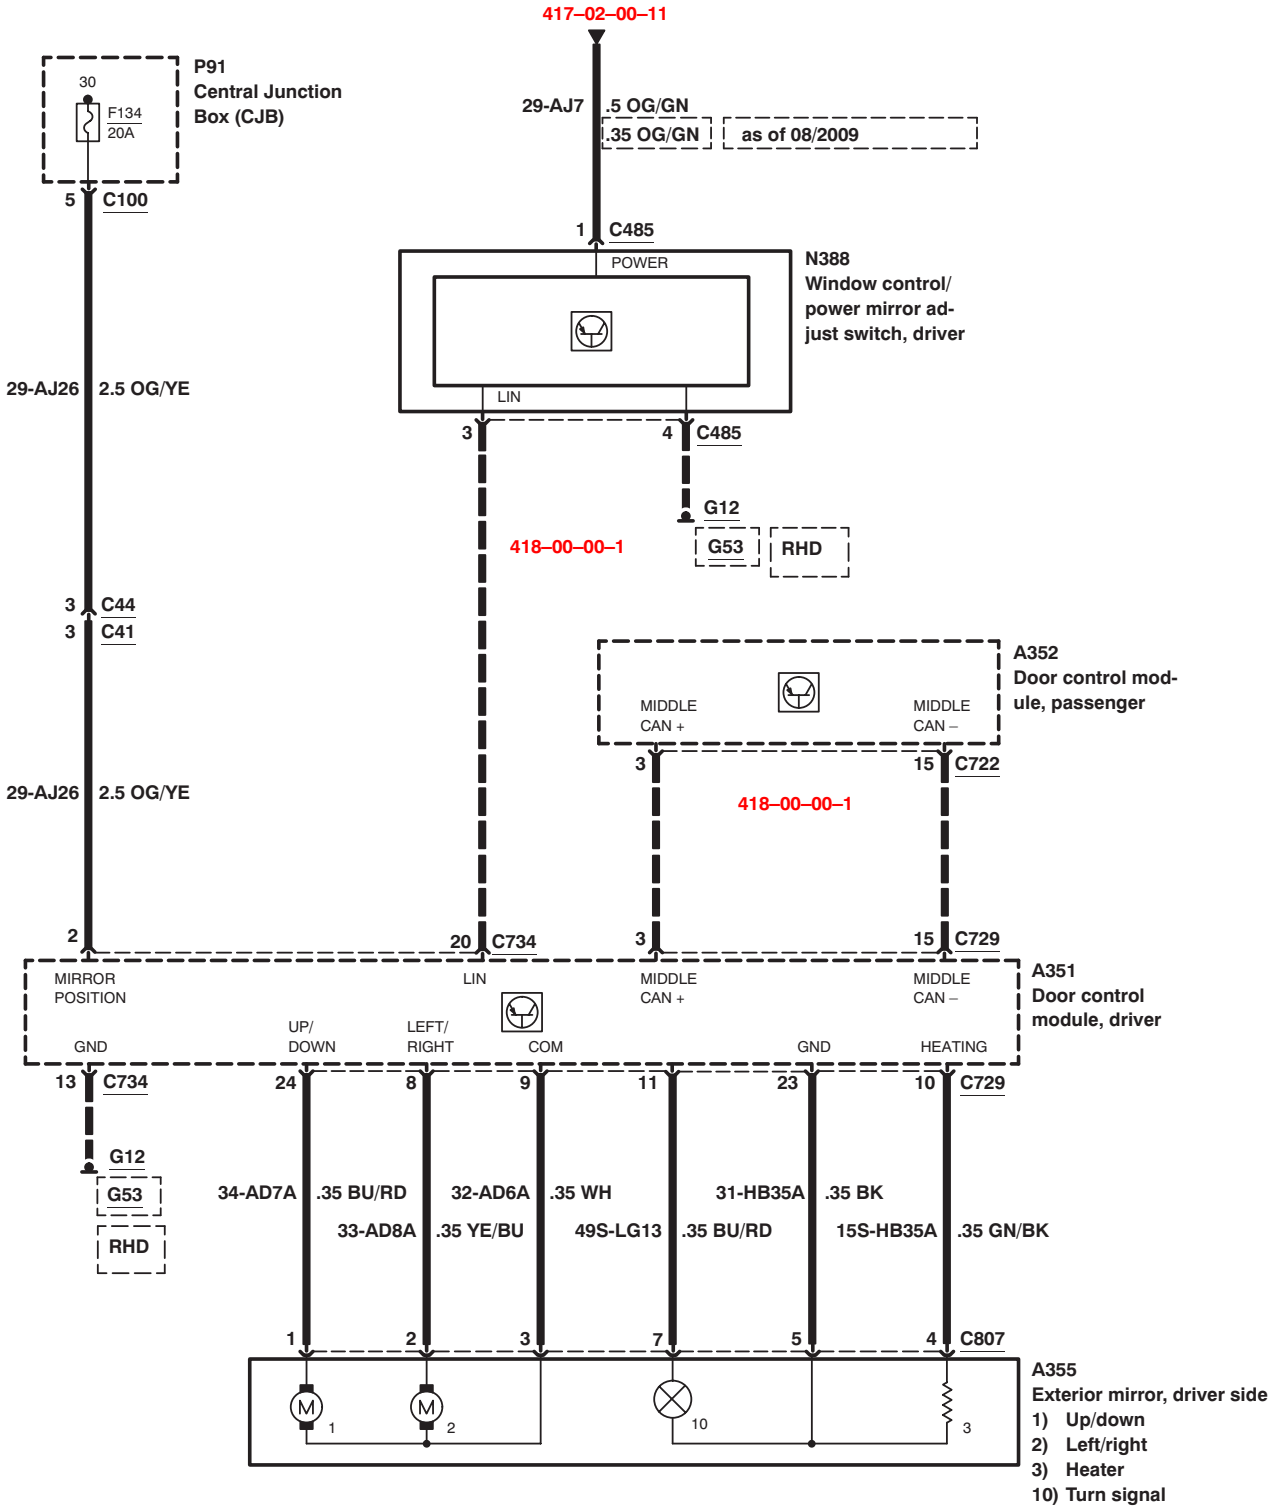 417–02–00–11
30
F134
20A
P91
Central Junction
Box (CJB)
29-AJ7
.5 OG/GN
.35 OG/GN
as of 08/2009
5
C100
1
C485
POWER
N388
Window control/
power mirror ad-
just switch, driver
29-AJ26
2.5 OG/YE
LIN
3
4
C485
G12
G53
RHD
418–00–00–1
3
C44
3
C41
A352
Door control mod-
ule, passenger
MIDDLE
CAN +
MIDDLE
CAN –
3
15
C722
29-AJ26
2.5 OG/YE
418–00–00–1
2
20
C734
3
15
C729
MIRROR
POSITION
LIN
MIDDLE
CAN +
MIDDLE
CAN –
A351
Door control
module, driver
GND
UP/
DOWN
LEFT/
RIGHT
COM
GND
HEATING
13
C734
24
8
9
11
23
10
C729
G12
G53
RHD
34-AD7A
.35 BU/RD
32-AD6A
.35 WH
31-HB35A
.35 BK
33-AD8A
.35 YE/BU
49S-LG13
.35 BU/RD
15S-HB35A
.35 GN/BK
1
2
3
7
5
4
C807
M
1
M
2
10
3
A355
Exterior mirror, driver side
1) Up/down
2) Left/right
3) Heater
10) Turn signal